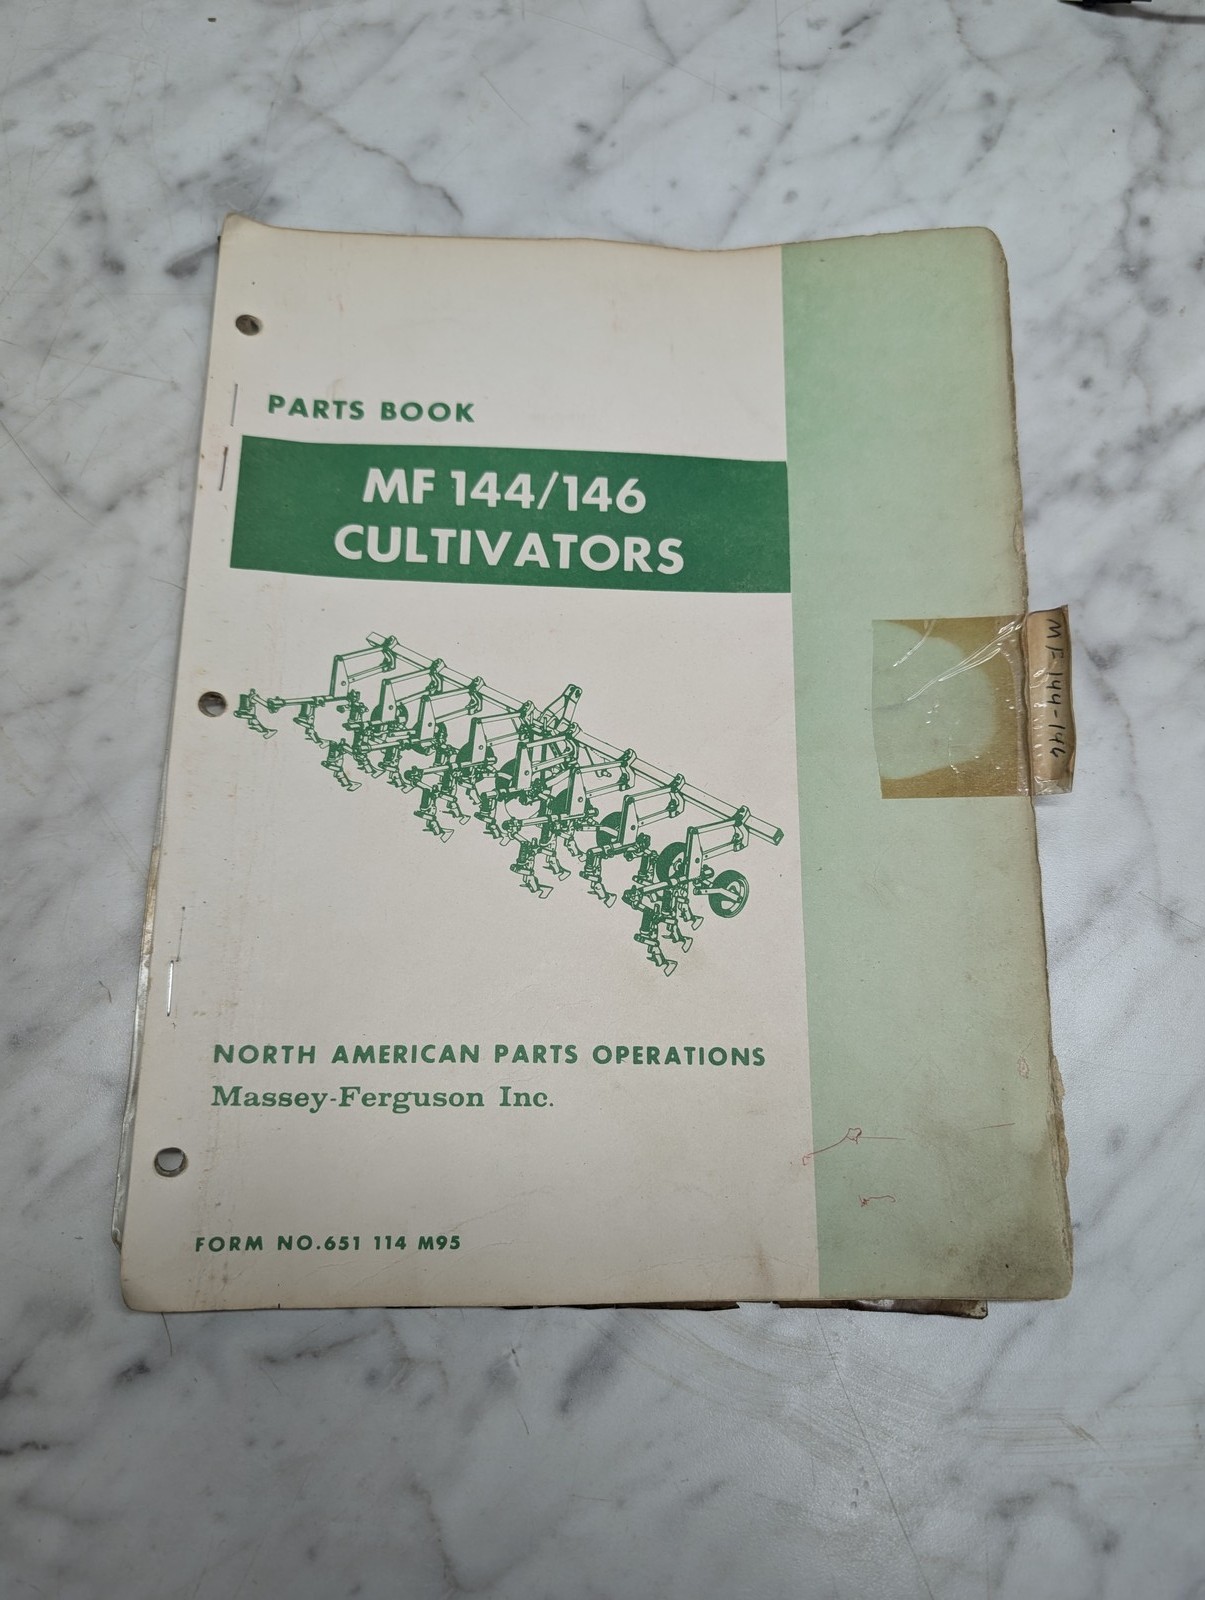 PARTS BOOK
MF 144/146
CULTIVATORS
MF 144-146
NORTH AMERICAN PARTS OPERATIONS
Massey-Ferguson Inc.
FORM NO.651 114 M95